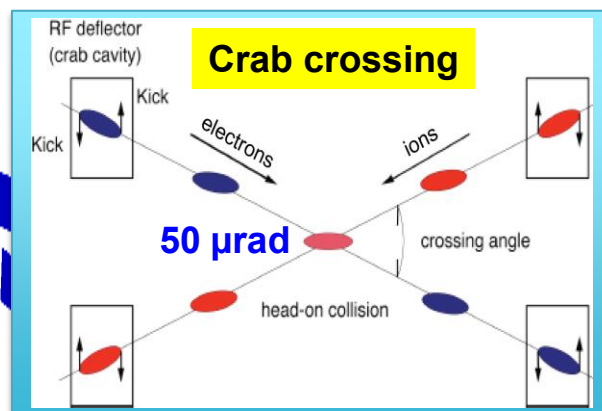 RF deflector
(crab cavity)
Crab crossing
Kick
Kick
electrons
ions
50 µrad
crossing angle
head-on collision